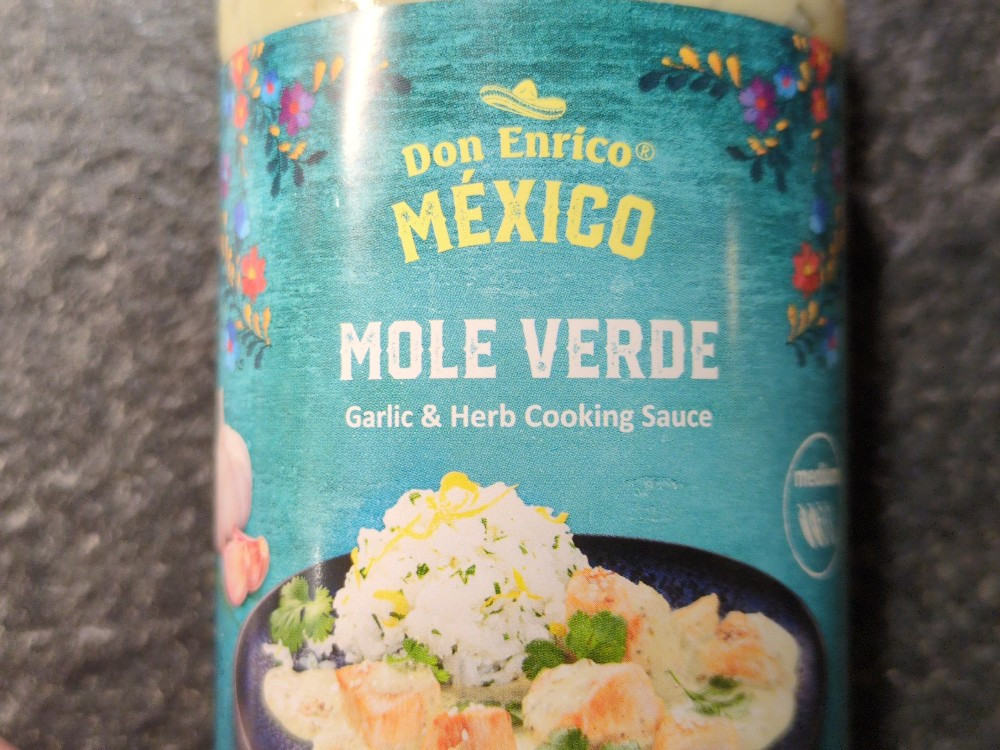 Don Enrico®
MÉXICO
MOLE VERDE
Garlic & Herb Cooking Sauce
medium